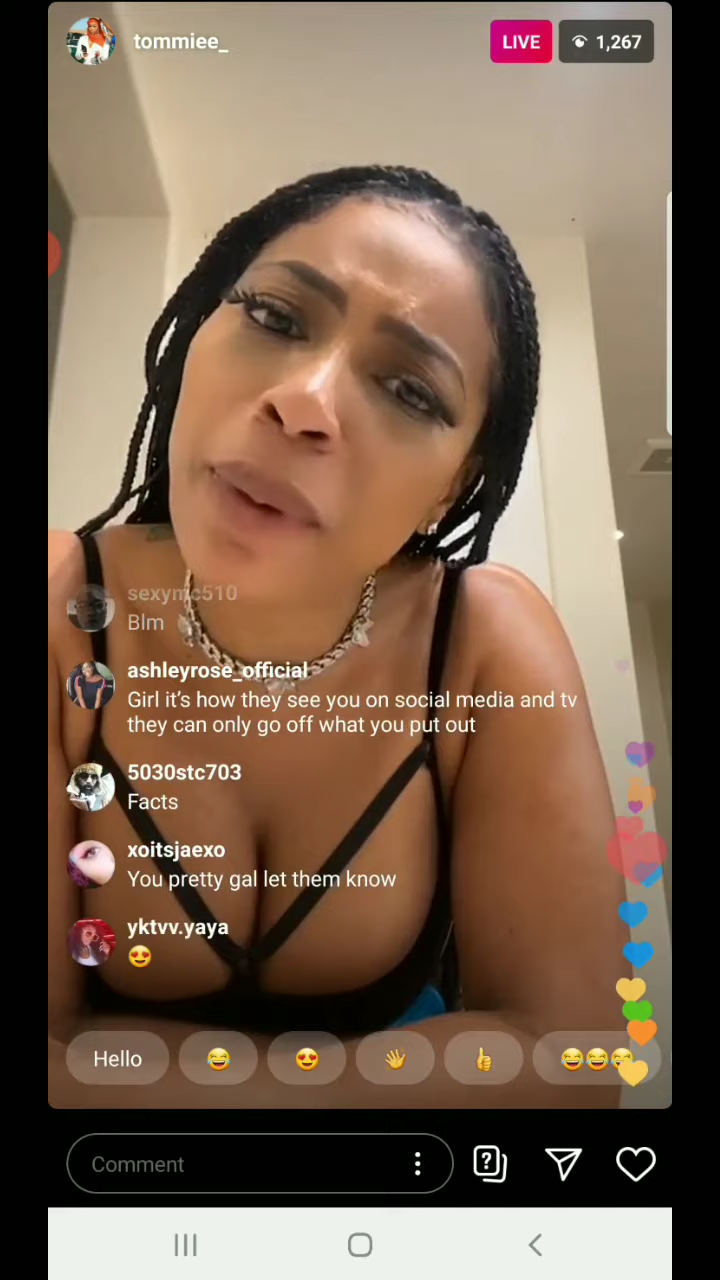 tommiee_
LIVE
1,267
sexymc510
Blm
ashleyrose_official
Girl it's how they see you on social media and tv
they can only go off what you put out
5030stc703
Facts
xoitsjaexo
You pretty gal let them know
yktvv.yaya
😍
Hello 😂 😍 👋 👍 😂😂😂
Comment